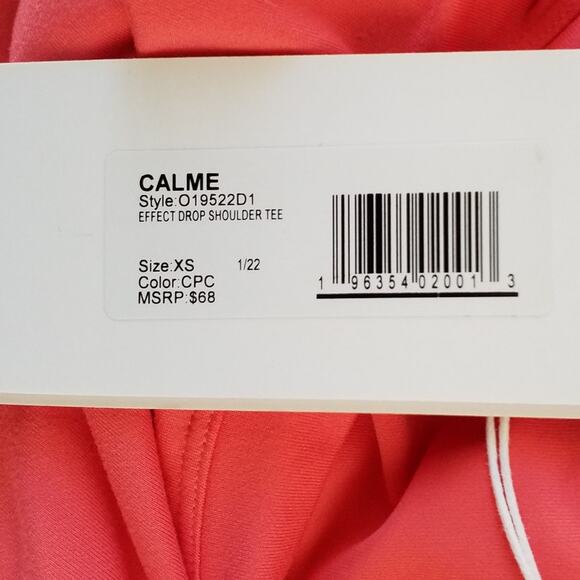 CALME
Style:O19522D1
EFFECT DROP SHOULDER TEE
Size:XS 1/22
Color:CPC
MSRP:$68
1 96354 02001 3